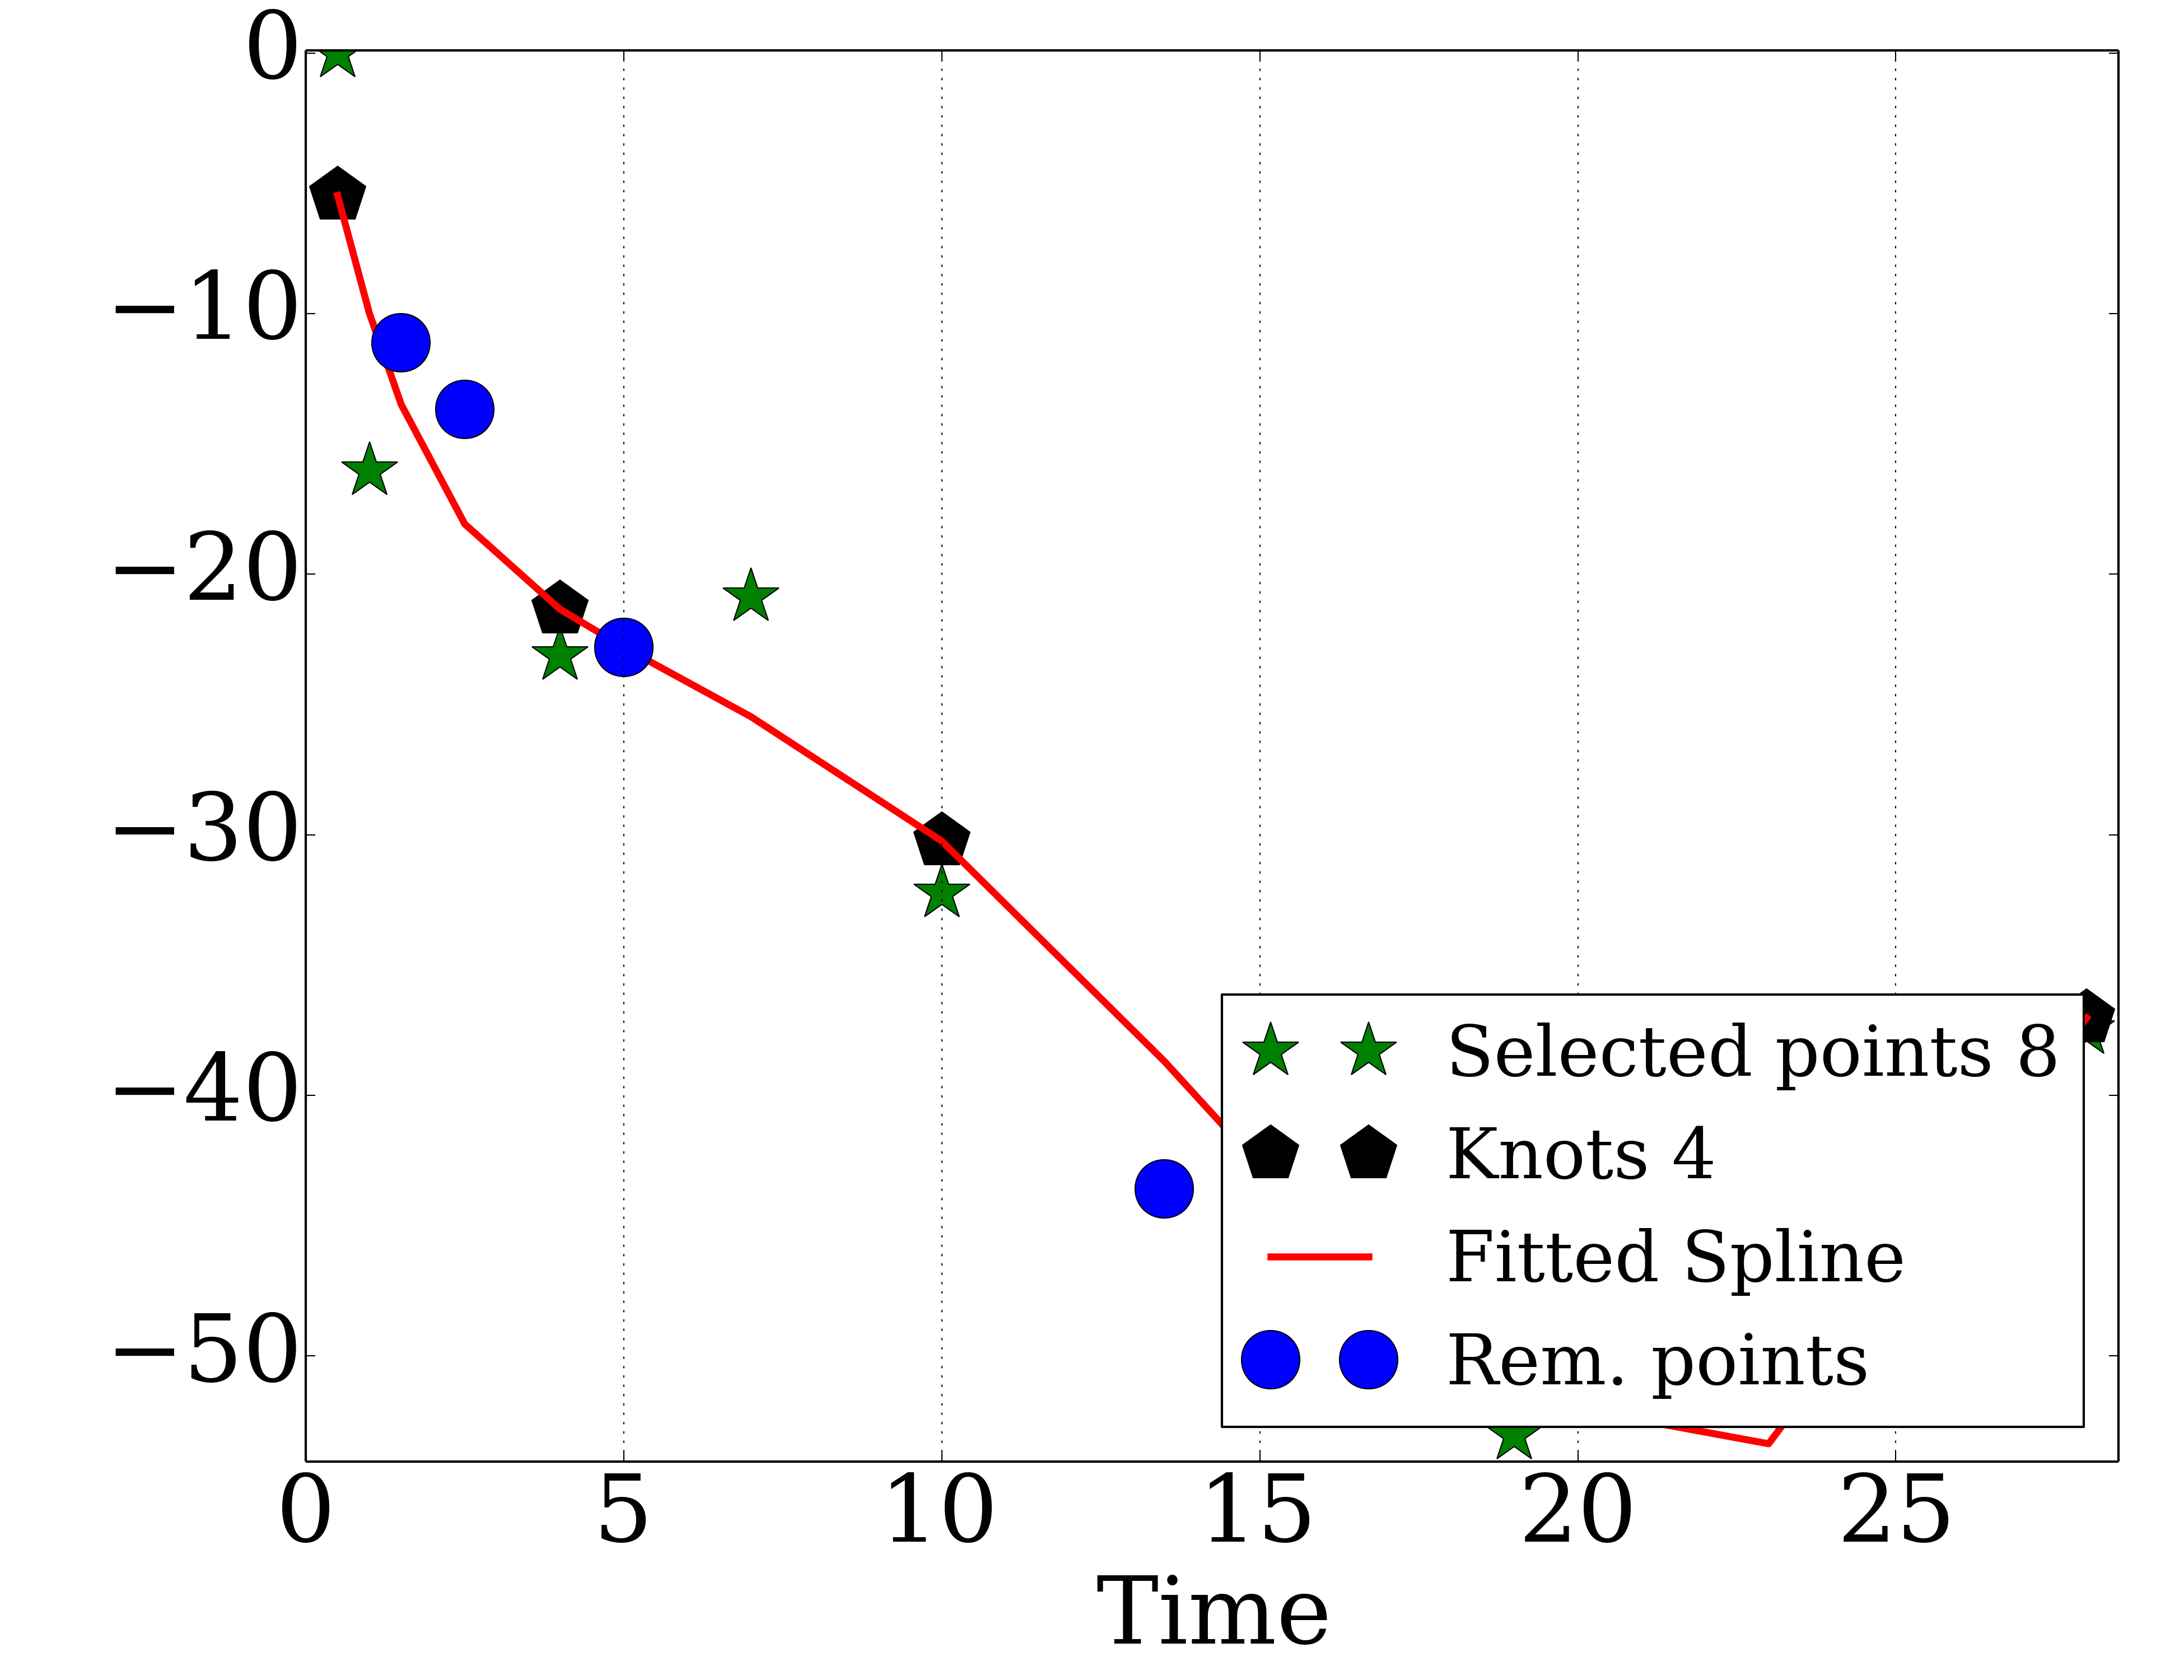 0
−10
−20
−30
−40
−50
Selected points 8
Knots 4
Fitted Spline
Rem. points
0 5 10 15 20 25
Time